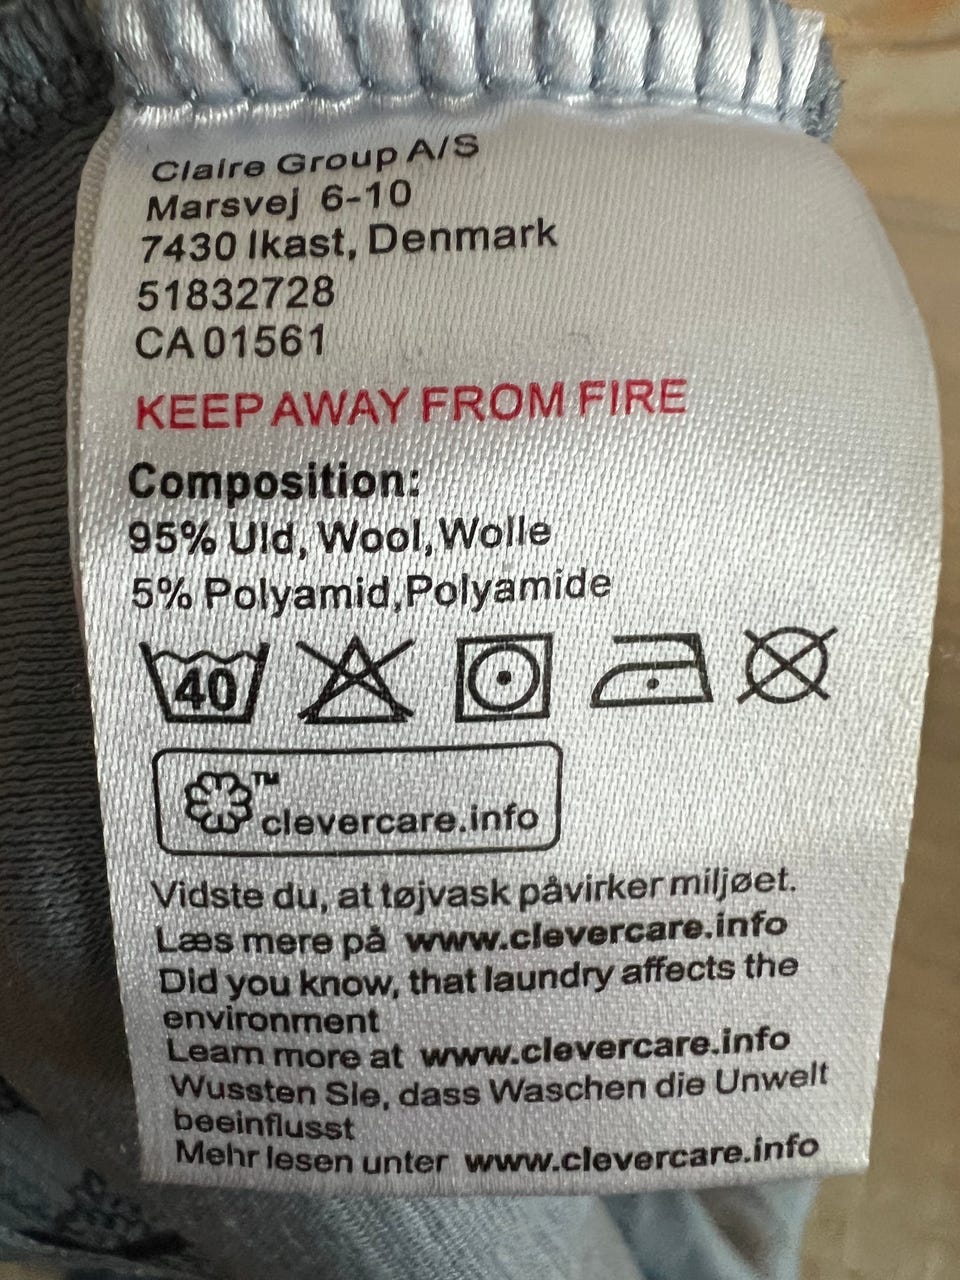 Claire Group A/S
Marsvej 6-10
7430 Ikast, Denmark
51832728
CA 01561
KEEP AWAY FROM FIRE
Composition:
95% Uld, Wool, Wolle
5% Polyamid, Polyamide
40
TM
clevercare.info
Vidste du, at tøjvask påvirker miljøet.
Læs mere på www.clevercare.info
Did you know, that laundry affects the
environment
Learn more at www.clevercare.info
Wussten SIe, dass Waschen die Unwelt
beeinflusst
Mehr lesen unter www.clevercare.info